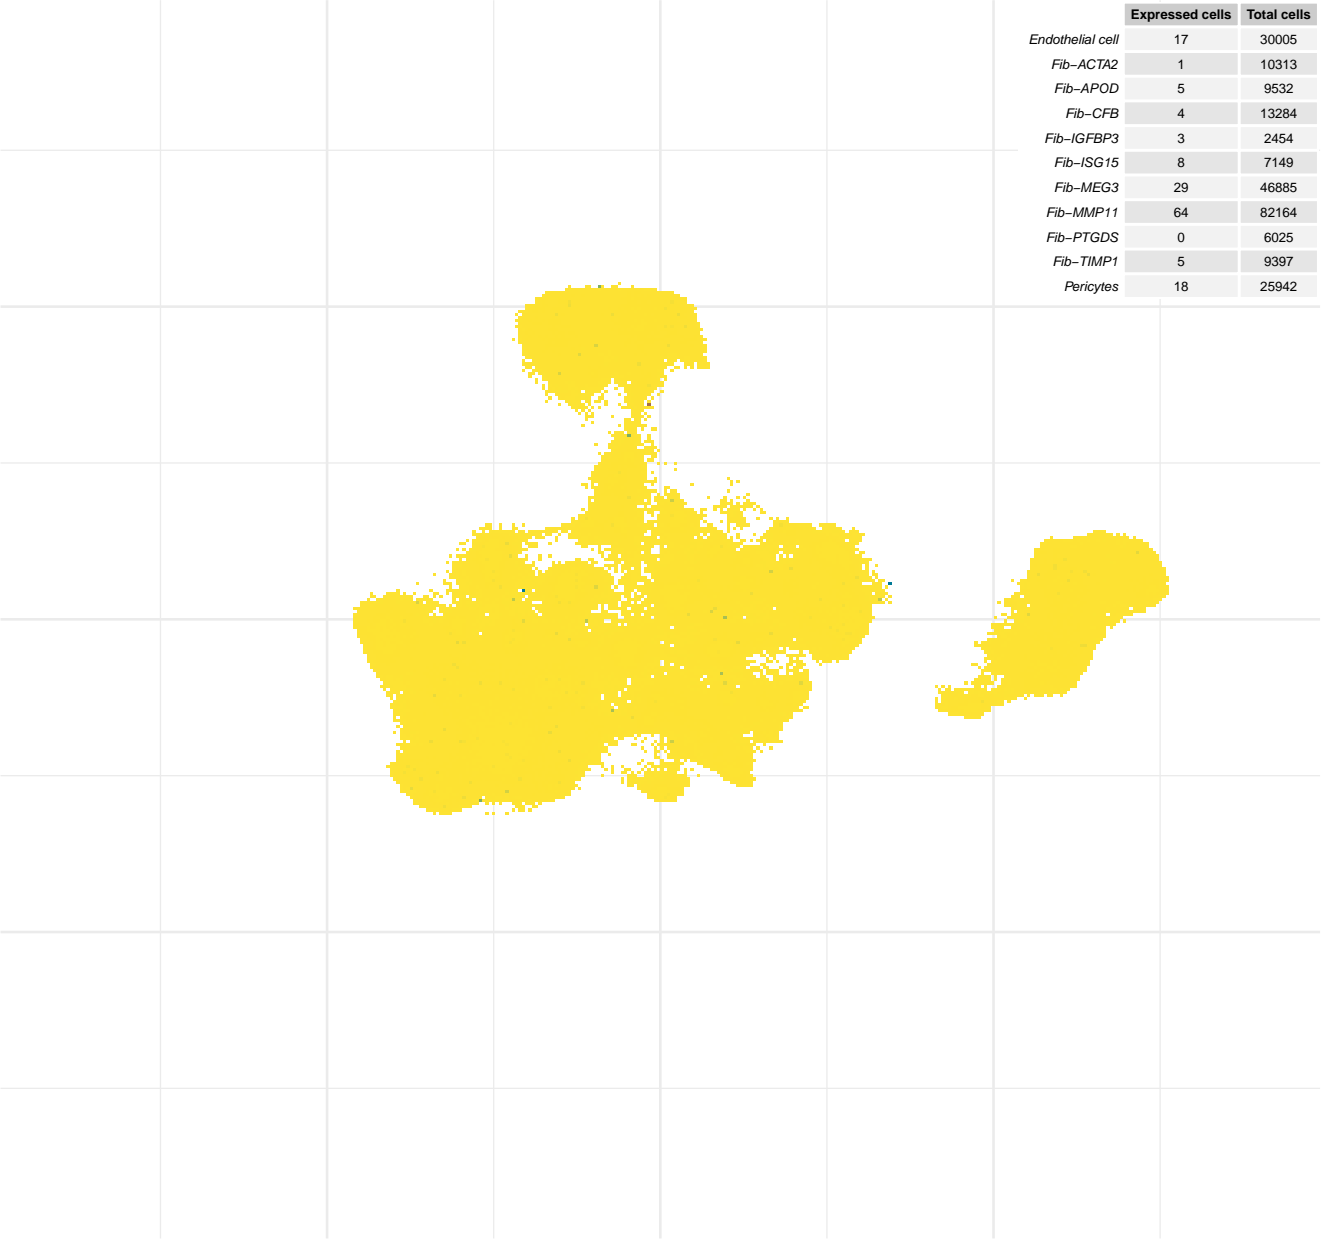 Expressed cells Total cells
Endothelial cell 17 30005
Fib−ACTA2 1 10313
Fib−APOD 5 9532
Fib−CFB 4 13284
Fib−IGFBP3 3 2454
Fib−ISG15 8 7149
Fib−MEG3 29 46885
Fib−MMP11 64 82164
Fib−PTGDS 0 6025
Fib−TIMP1 5 9397
Pericytes 18 25942